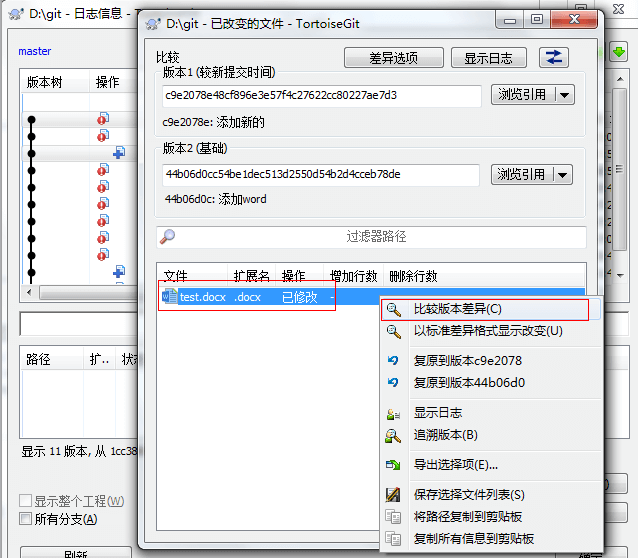 D:\git - 日志信息 - To
D:\git - 已改变的文件 - TortoiseGit
master
版本树 操作
比较
差异选项
显示日志
版本1 (较新提交时间)
c9e2078e48cf896e3e57f4c27622cc80227ae7d3
浏览引用
c9e2078e: 添加新的
版本2 (基础)
44b06d0cc54be1dec513d2550d54b2d4cceb78de
浏览引用
44b06d0c: 添加word
过滤器路径
文件 扩展名 操作 增加行数 删除行数
test.docx .docx 已修改 -
比较版本差异(C)
以标准差异格式显示改变(U)
复原到版本c9e2078
复原到版本44b06d0
显示日志
追溯版本(B)
导出选择项(E)...
保存选择文件列表(S)
将路径复制到剪贴板
复制所有信息到剪贴板
路径 扩.. 状
显示 11 版本, 从 1cc38
显示整个工程(W)
所有分支(A)
刷新